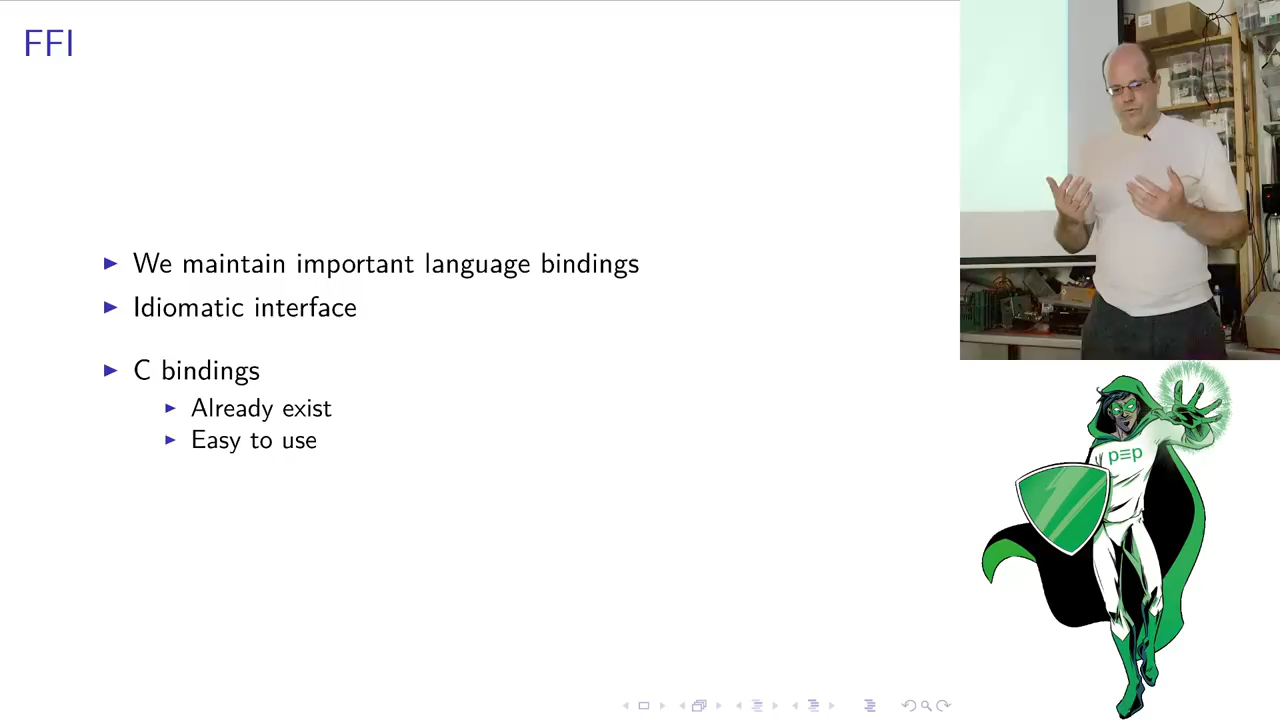 FFI
We maintain important language bindings
Idiomatic interface
C bindings
Already exist
Easy to use
p≡p